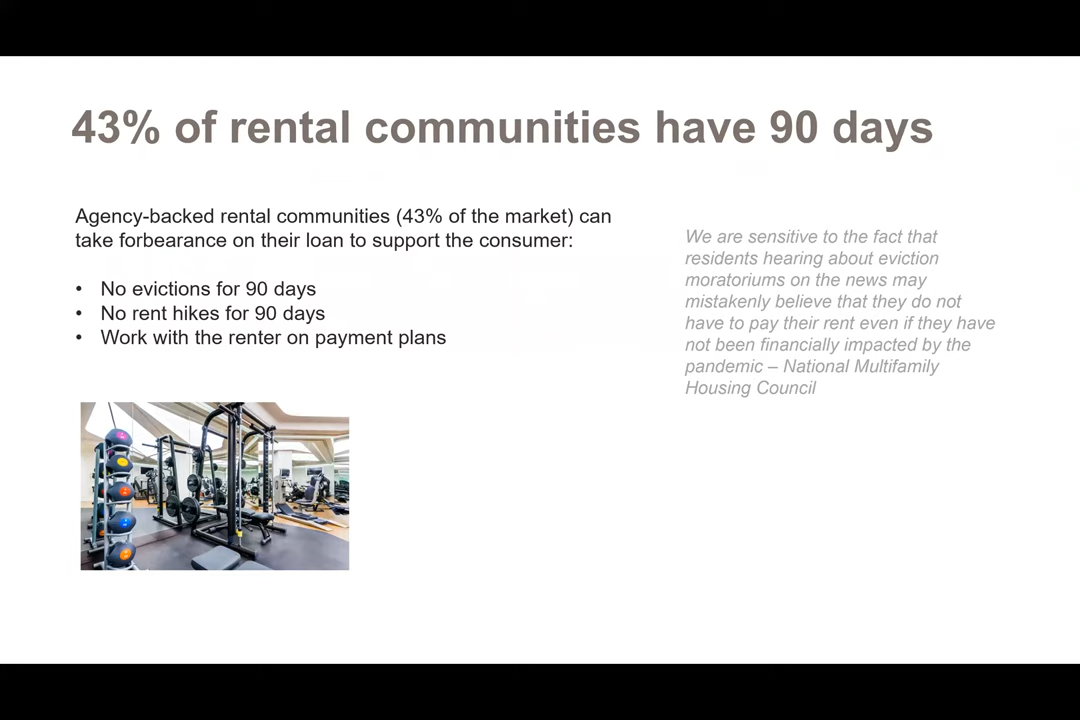 43% of rental communities have 90 days
Agency-backed rental communities (43% of the market) can
take forbearance on their loan to support the consumer:
• No evictions for 90 days
• No rent hikes for 90 days
• Work with the renter on payment plans
We are sensitive to the fact that
residents hearing about eviction
moratoriums on the news may
mistakenly believe that they do not
have to pay their rent even if they have
not been financially impacted by the
pandemic – National Multifamily
Housing Council